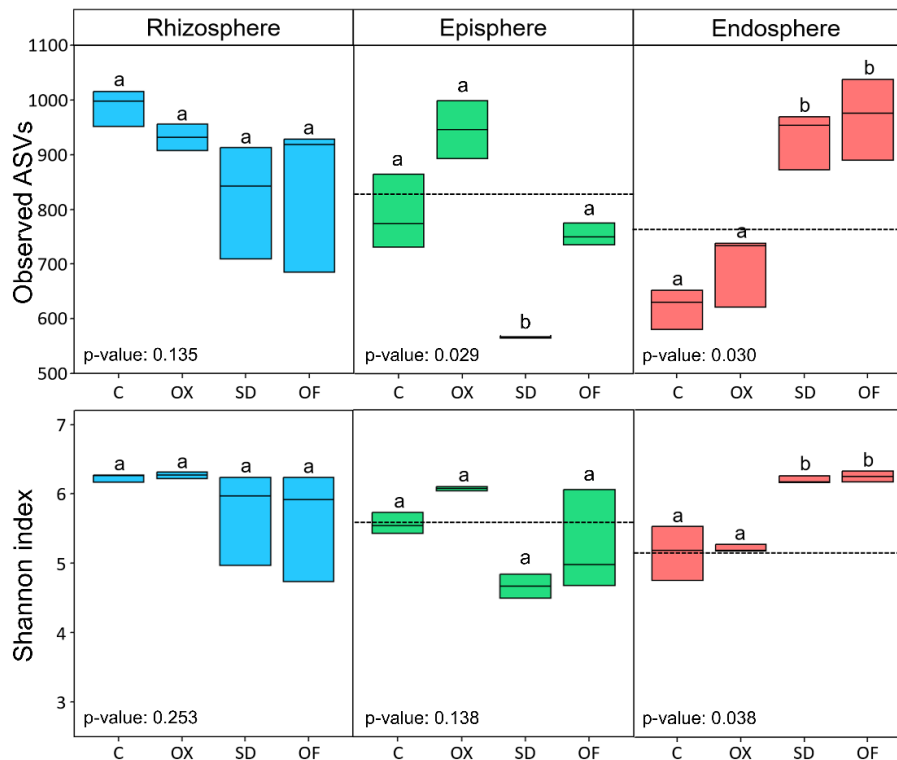 Rhizosphere Episphere Endosphere
Observed ASVs
1100
1000
900
800
700
600
500
a a a a
a a b a
a a b b
p-value: 0.135 p-value: 0.029 p-value: 0.030
C OX SD OF C OX SD OF C OX SD OF
Shannon index
7
6
5
4
3
a a a a
a a a a
a a b b
p-value: 0.253 p-value: 0.138 p-value: 0.038
C OX SD OF C OX SD OF C OX SD OF